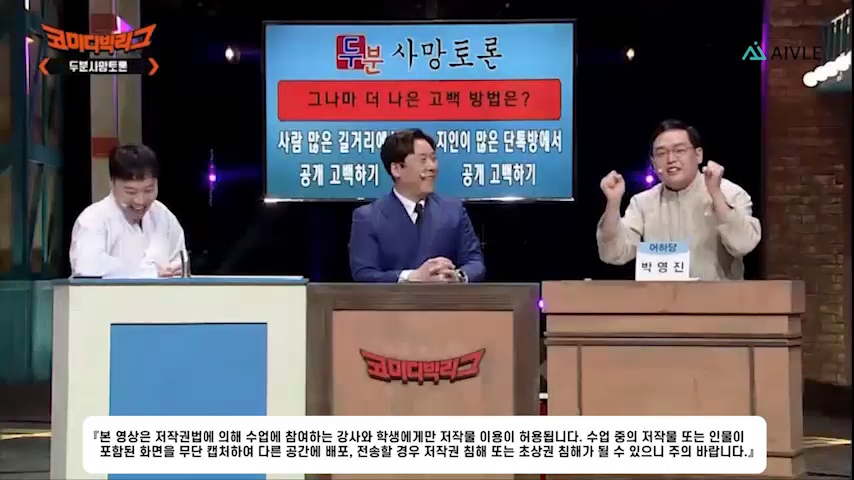 코미디빅리그
두분사망토론
AIVLE
두분 사망토론
그나마 더 나은 고백 방법은?
사람 많은 길거리에
공개 고백하기
지인이 많은 단톡방에서
공개 고백하기
어하당
박영진
코미디빅리그
『본 영상은 저작권법에 의해 수업에 참여하는 강사와 학생에게만 저작물 이용이 허용됩니다. 수업 중의 저작물 또는 인물이
포함된 화면을 무단 캡처하여 다른 공간에 배포, 전송할 경우 저작권 침해 또는 초상권 침해가 될 수 있으니 주의 바랍니다.』